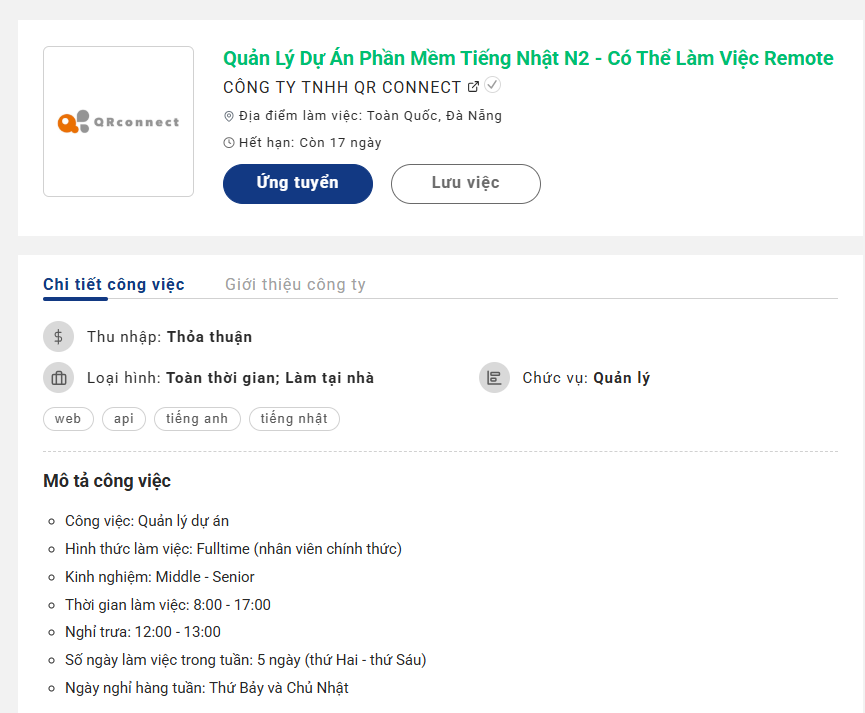 Quản Lý Dự Án Phần Mềm Tiếng Nhật N2 - Có Thể Làm Việc Remote
CÔNG TY TNHH QR CONNECT
QRconnect
Địa điểm làm việc: Toàn Quốc, Đà Nẵng
Hết hạn: Còn 17 ngày
Ứng tuyển Lưu việc
Chi tiết công việc Giới thiệu công ty
Thu nhập: Thỏa thuận
Loại hình: Toàn thời gian; Làm tại nhà Chức vụ: Quản lý
web api tiếng anh tiếng nhật
Mô tả công việc
Công việc: Quản lý dự án
Hình thức làm việc: Fulltime (nhân viên chính thức)
Kinh nghiệm: Middle - Senior
Thời gian làm việc: 8:00 - 17:00
Nghỉ trưa: 12:00 - 13:00
Số ngày làm việc trong tuần: 5 ngày (thứ Hai - thứ Sáu)
Ngày nghỉ hàng tuần: Thứ Bảy và Chủ Nhật